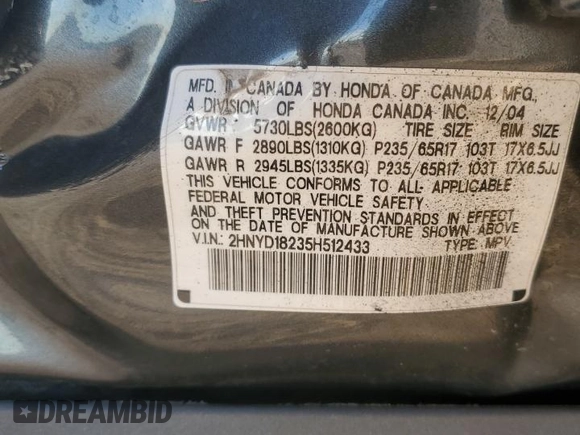 MFD. IN CANADA BY HONDA OF CANADA MFG.,
A DIVISION OF HONDA CANADA INC. 12/04
GVWR : 5730LBS(2600KG) TIRE SIZE RIM SIZE
GAWR F 2890LBS(1310KG) P235/65R17 103T 17X6.5JJ
GAWR R 2945LBS(1335KG) P235/65R17 103T 17X6.5JJ
THIS VEHICLE CONFORMS TO ALL APPLICABLE
FEDERAL MOTOR VEHICLE SAFETY
AND THEFT PREVENTION STANDARDS IN EFFECT
ON THE DATE OF MANUFACTURE SHOWN ABOVE.
V.I.N.: 2HNYD18235H512433 TYPE: MPV
DREAMBID